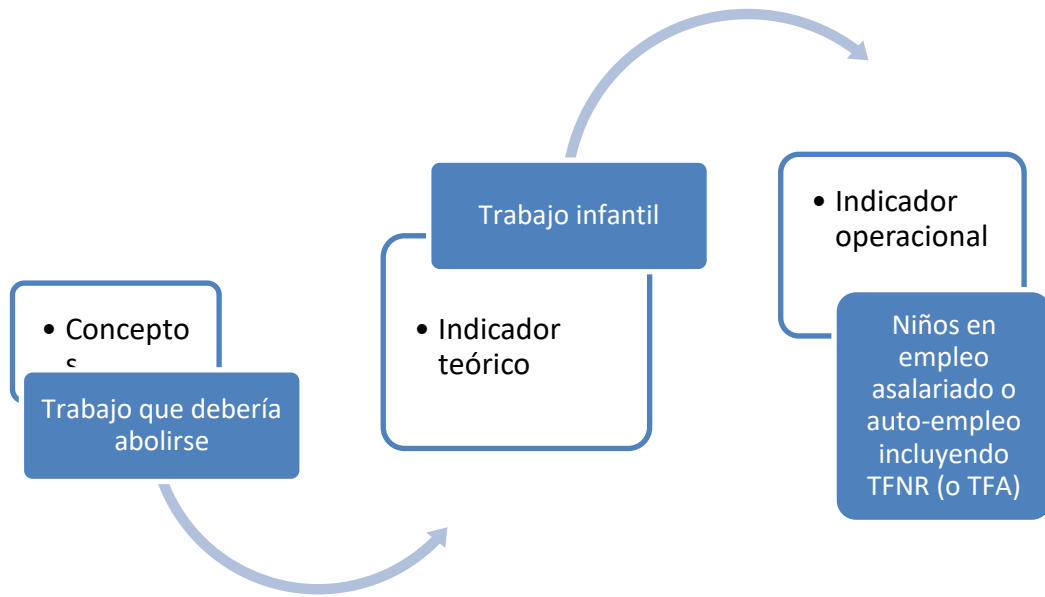 • Concepto
s
Trabajo que debería
abolirse
Trabajo infantil
• Indicador
teórico
• Indicador
operacional
Niños en
empleo
asalariado o
auto-empleo
incluyendo
TFNR (o TFA)